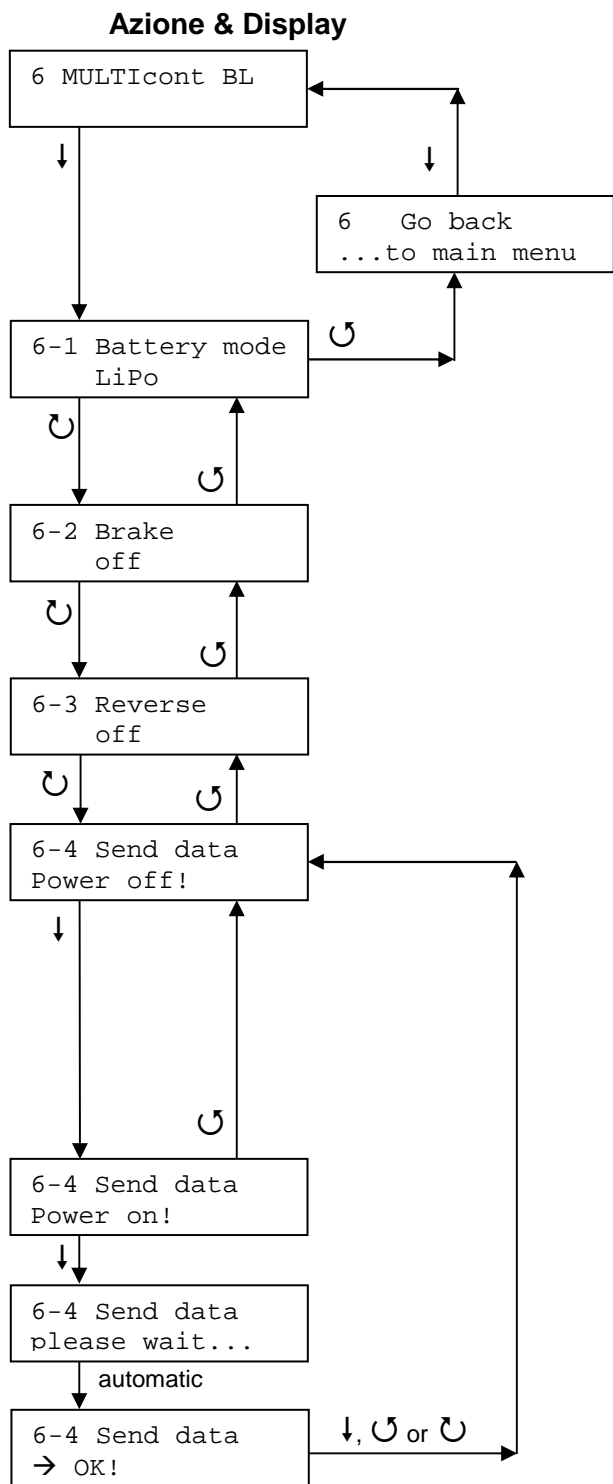 Azione & Display
6 MULTIcont BL
↓
↓
6 Go back
...to main menu
6-1 Battery mode
LiPo
↺
↻
↺
6-2 Brake
off
↻
↺
6-3 Reverse
off
↻
↺
6-4 Send data
Power off!
↓
↺
6-4 Send data
Power on!
↓
6-4 Send data
please wait...
automatic
6-4 Send data
→ OK!
↓, ↺ or ↻